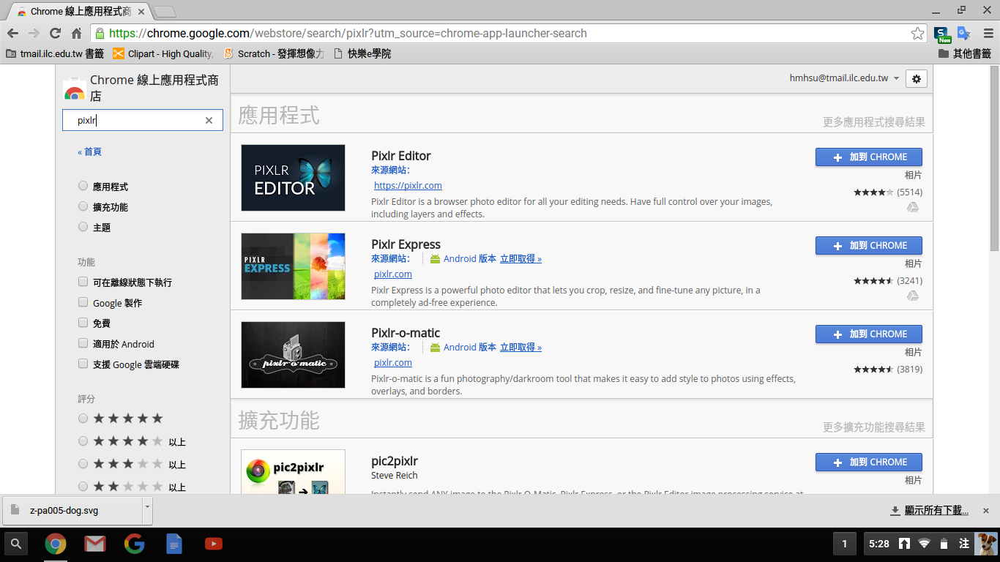 Chrome 線上應用程式商
https://chrome.google.com/webstore/search/pixlr?utm_source=chrome-app-launcher-search
New
tmail.ilc.edu.tw 書籤
Clipart - High Quality,
Scratch - 發揮想像力
快樂e學院
其他書籤
Chrome 線上應用程式商
店
hmhsu@tmail.ilc.edu.tw
pixlr
« 首頁
應用程式
擴充功能
主題
功能
可在離線狀態下執行
Google 製作
免費
適用於 Android
支援 Google 雲端硬碟
評分
以上
以上
以上
應用程式
更多應用程式搜尋結果
PIXLR
EDITOR
Pixlr Editor
來源網站:
https://pixlr.com
Pixlr Editor is a browser photo editor for all your editing needs. Have full control over your images,
including layers and effects.
加到 CHROME
相片
(5514)
PIXLR
EXPRESS
Pixlr Express
來源網站: Android 版本 立即取得 »
pixlr.com
Pixlr Express is a powerful photo editor that lets you crop, resize, and fine-tune any picture, in a
completely ad-free experience.
加到 CHROME
相片
(3241)
pixlr-o-matic
Pixlr-o-matic
來源網站: Android 版本 立即取得 »
pixlr.com
Pixlr-o-matic is a fun photography/darkroom tool that makes it easy to add style to photos using effects,
overlays, and borders.
加到 CHROME
相片
(3819)
擴充功能
更多擴充功能搜尋結果
pic2pixlr
pic2pixlr
Steve Reich
Instantly send ANY image to the Pixlr-O-Matic, Pixlr Express, or the Pixlr Editor image processing service at
加到 CHROME
相片
z-pa005-dog.svg
顯示所有下載...
1
5:28
注